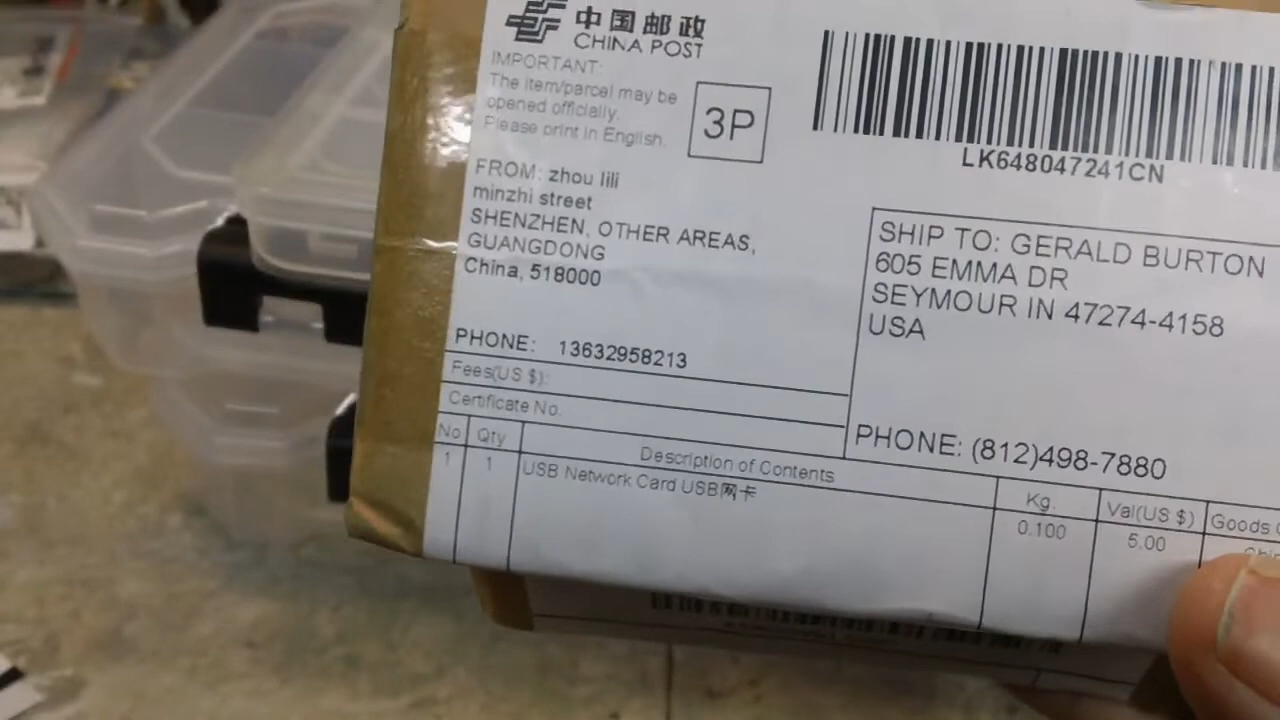 中国邮政
CHINA POST
IMPORTANT:
The item/parcel may be
opened officially.
Please print in English.
3P
LK648047241CN
FROM: zhou lili
minzhi street
SHENZHEN, OTHER AREAS,
GUANGDONG
China, 518000
PHONE: 13632958213
SHIP TO: GERALD BURTON
605 EMMA DR
SEYMOUR IN 47274-4158
USA
PHONE: (812)498-7880
Fees(US $):
Certificate No.
No Qty Description of Contents Kg. Val(US $) Goods
1 1 USB Network Card USB网卡 0.100 5.00